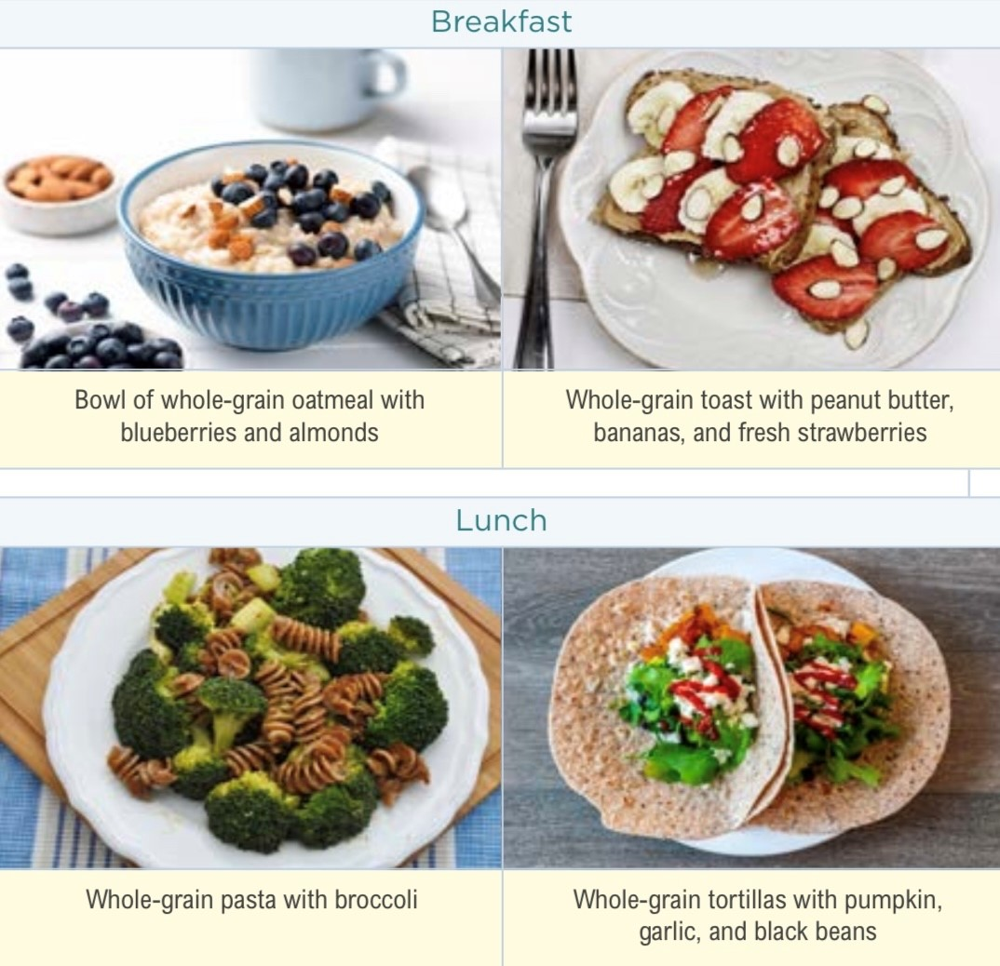 Breakfast
Bowl of whole-grain oatmeal with
blueberries and almonds
Whole-grain toast with peanut butter,
bananas, and fresh strawberries
Lunch
Whole-grain pasta with broccoli
Whole-grain tortillas with pumpkin,
garlic, and black beans